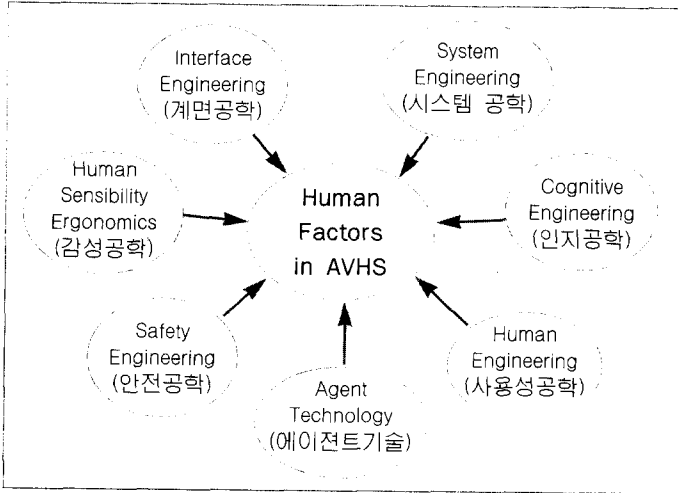 Interface
Engineering
(계면공학)
System
Engineering
(시스템 공학)
Human
Sensibility
Ergonomics
(감성공학)
Human
Factors
in AVHS
Cognitive
Engineering
(인지공학)
Safety
Engineering
(안전공학)
Agent
Technology
(에이젼트기술)
Human
Engineering
(사용성공학)